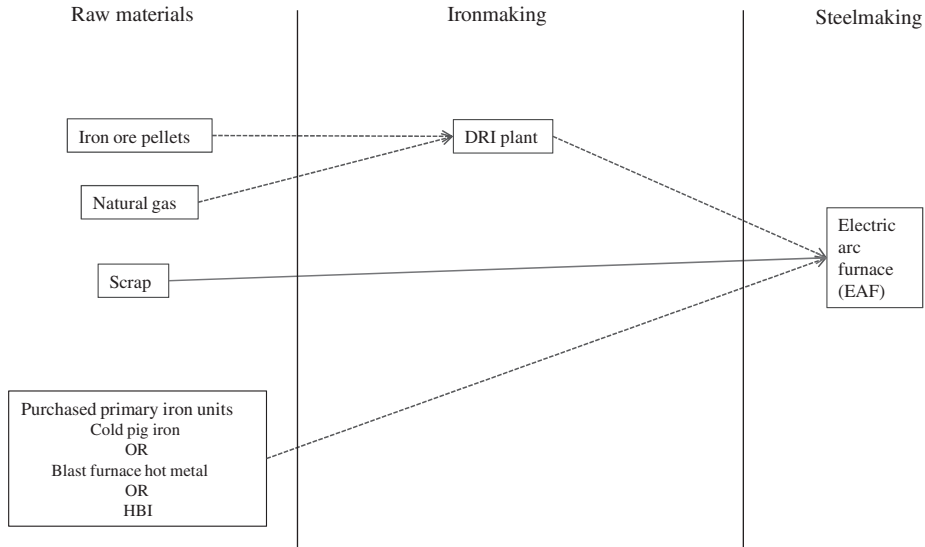 Raw materials
Ironmaking
Steelmaking
Iron ore pellets
DRI plant
Natural gas
Electric
arc
furnace
(EAF)
Scrap
Purchased primary iron units
Cold pig iron
OR
Blast furnace hot metal
OR
HBI